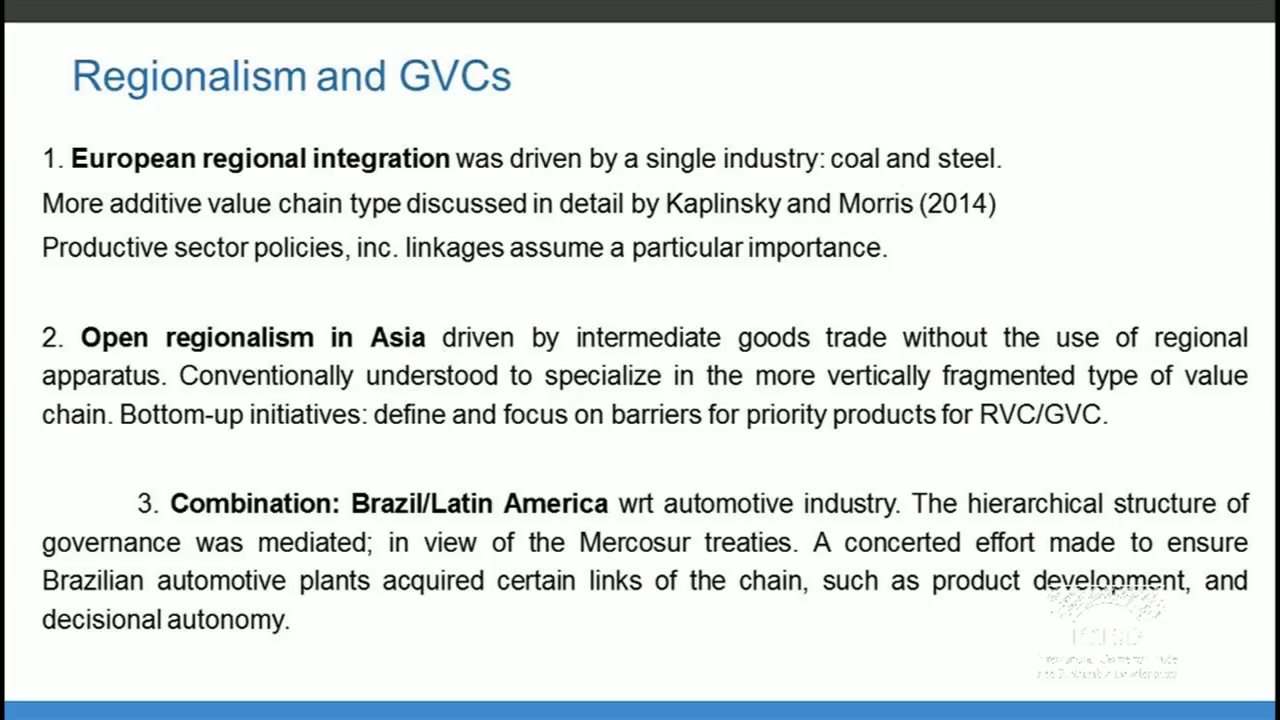 Regionalism and GVCs
1. European regional integration was driven by a single industry: coal and steel.
More additive value chain type discussed in detail by Kaplinsky and Morris (2014)
Productive sector policies, inc. linkages assume a particular importance.
2. Open regionalism in Asia driven by intermediate goods trade without the use of regional
apparatus. Conventionally understood to specialize in the more vertically fragmented type of value
chain. Bottom-up initiatives: define and focus on barriers for priority products for RVC/GVC.
3. Combination: Brazil/Latin America wrt automotive industry. The hierarchical structure of
governance was mediated; in view of the Mercosur treaties. A concerted effort made to ensure
Brazilian automotive plants acquired certain links of the chain, such as product development, and
decisional autonomy.